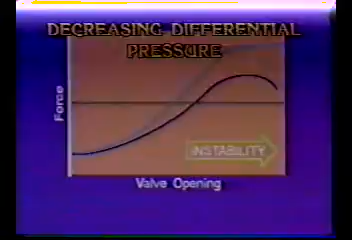 DECREASING DIFFERENTIAL
PRESSURE
Force
INSTABILITY
Valve Opening